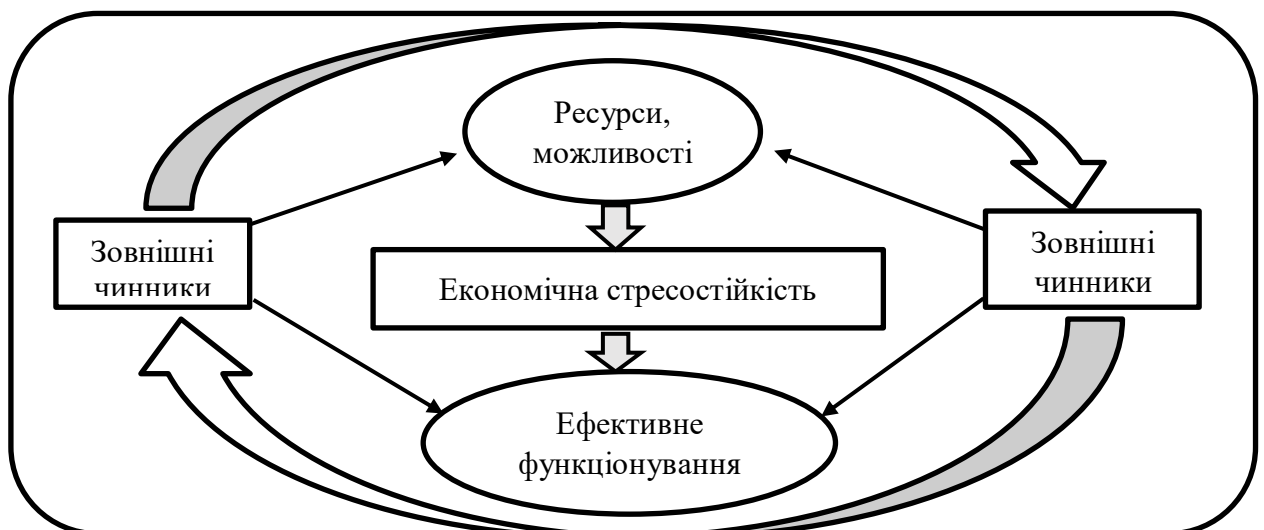 Ресурси,
можливості
Зовнішні
чинники
Зовнішні
чинники
Економічна стресостійкість
Ефективне
функціонування